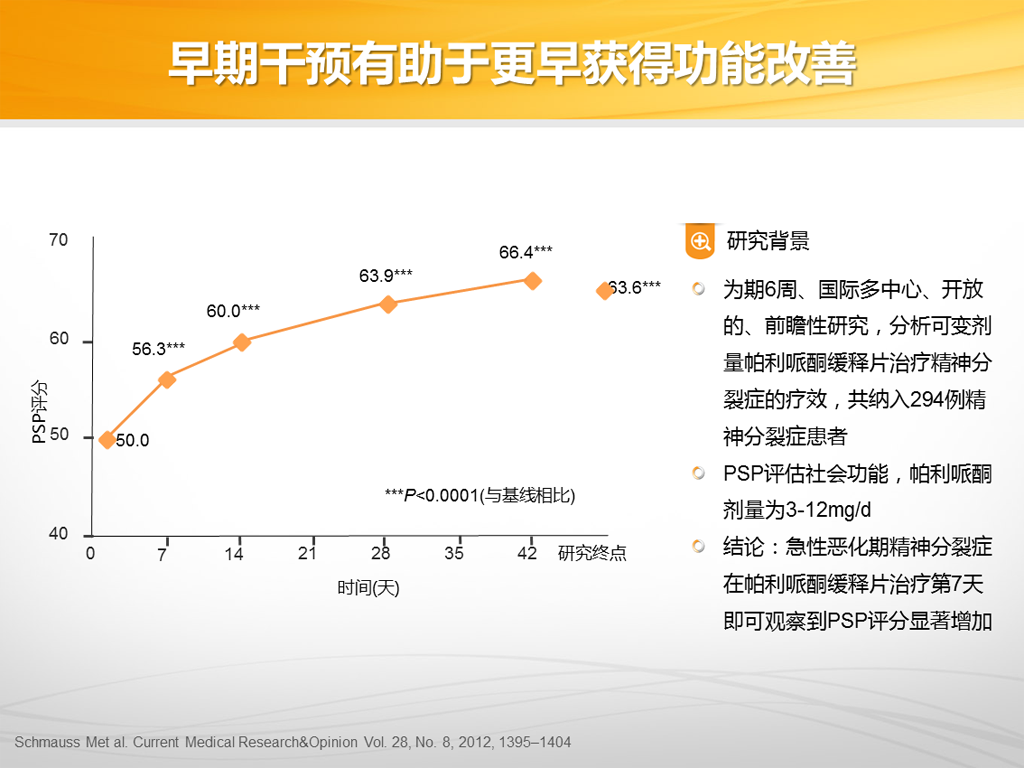 早期干预有助于更早获得功能改善
70
60
50
40
PSP评分
50.0
56.3***
60.0***
63.9***
66.4***
63.6***
***P<0.0001(与基线相比)
0 7 14 21 28 35 42 研究终点
时间(天)
研究背景
为期6周、国际多中心、开放
的、前瞻性研究，分析可变剂
量帕利哌酮缓释片治疗精神分
裂症的疗效，共纳入294例精
神分裂症患者
PSP评估社会功能，帕利哌酮
剂量为3-12mg/d
结论：急性恶化期精神分裂症
在帕利哌酮缓释片治疗第7天
即可观察到PSP评分显著增加
Schmauss Met al. Current Medical Research&Opinion Vol. 28, No. 8, 2012, 1395–1404